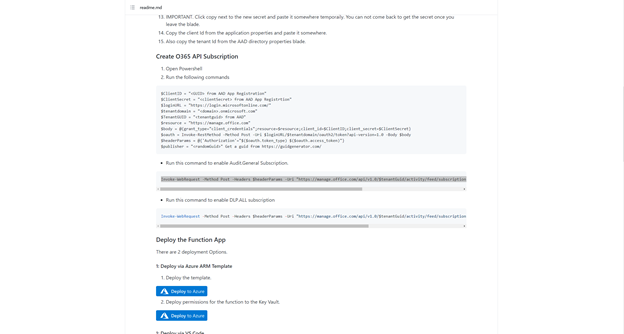 readme.md
13. IMPORTANT. Click copy next to the new secret and paste it somewhere temporally. You can not come back to get the secret once you
leave the blade.
14. Copy the client Id from the application properties and paste it somewhere.
15. Also copy the tenant Id from the AAD directory properties blade.
Create O365 API Subscription
1. Open Powershell
2. Run the following commands
$ClientID = "<GUID> from AAD App Registration"
$ClientSecret = "<clientSecret> from AAD App Registrtion"
$loginURL = "https://login.microsoftonline.com/"
$tenantdomain = "<domain>.onmicrosoft.com"
$TenantGUID = "<tenantguid> from AAD"
$resource = "https://manage.office.com"
$body = @{grant_type="client_credentials";resource=$resource;client_id=$ClientID;client_secret=$ClientSecret}
$oauth = Invoke-RestMethod -Method Post -Uri $loginURL/$tenantdomain/oauth2/token?api-version=1.0 -Body $body
$headerParams = @{'Authorization'="$($oauth.token_type) $($oauth.access_token)"}
$publisher = "<randomGuid>" Get a guid from https://guidgenerator.com/
• Run this command to enable Audit.General Subscription.
Invoke-WebRequest -Method Post -Headers $headerParams -Uri "https://manage.office.com/api/v1.0/$tenantGuid/activity/feed/subscription
• Run this command to enable DLP.ALL subscription
Invoke-WebRequest -Method Post -Headers $headerParams -Uri "https://manage.office.com/api/v1.0/$tenantGuid/activity/feed/subscription
Deploy the Function App
There are 2 deployment Options.
1: Deploy via Azure ARM Template
1. Deploy the template.
Deploy to Azure
2. Deploy permissions for the function to the Key Vault.
Deploy to Azure
2: Deploy via VS Code